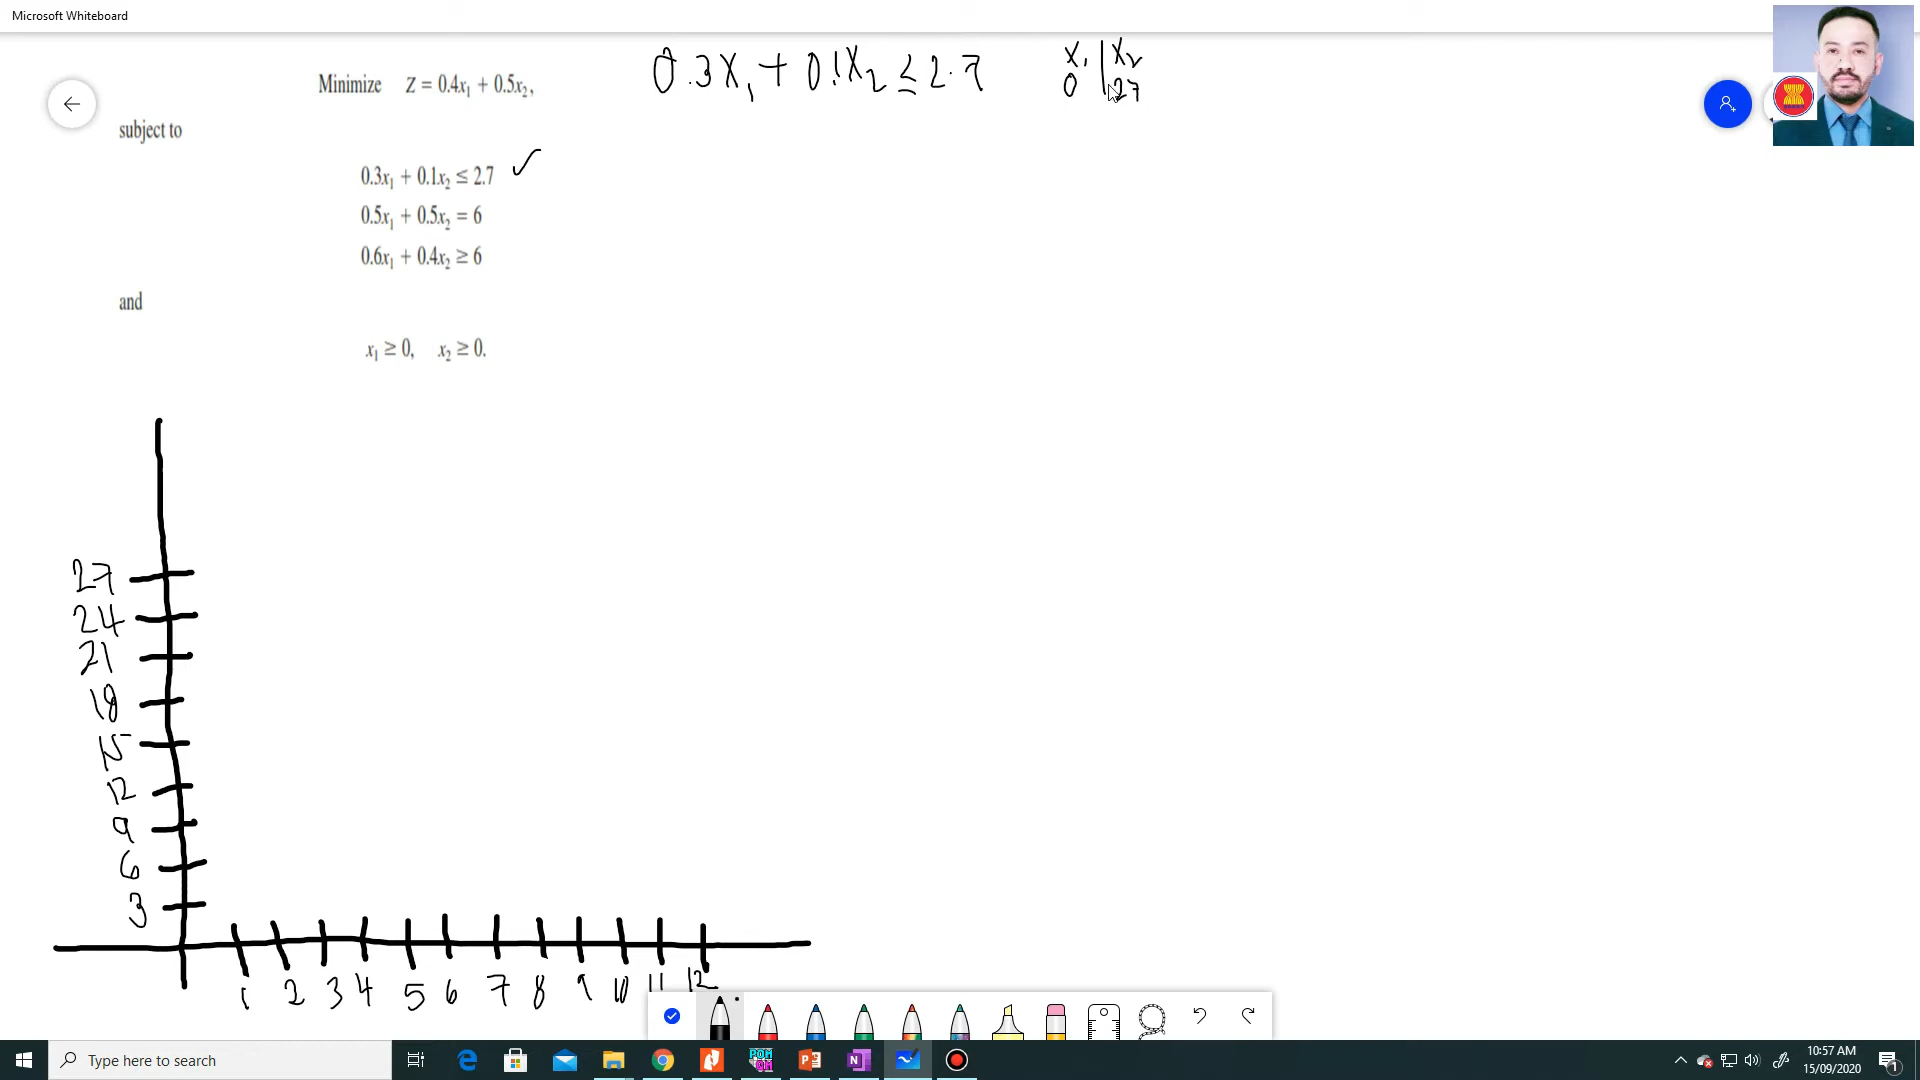 Microsoft Whiteboard
Minimize Z = 0.4x₁ + 0.5x₂,
subject to
0.3x₁ + 0.1x₂ ≤ 2.7 ✓
0.5x₁ + 0.5x₂ = 6
0.6x₁ + 0.4x₂ ≥ 6
and
x₁ ≥ 0, x₂ ≥ 0.
0.3X₁ + 0.1X₂ ≤ 2.7
X₁ | X₂
0 | 27
27
24
21
18
15
12
9
6
3
1 2 3 4 5 6 7 8 9 10 11 12
Type here to search
POM
QM
10:57 AM
15/09/2020
1